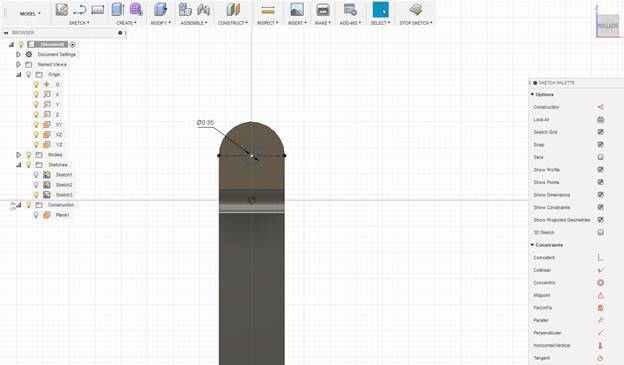 MODEL
SKETCH
CREATE
MODIFY
ASSEMBLE
CONSTRUCT
INSPECT
INSERT
MAKE
ADD-INS
SELECT
STOP SKETCH
BROWSER
(Unsaved)
Document Settings
Named Views
Origin
O
X
Y
Z
XY
XZ
YZ
Bodies
Sketches
Sketch1
Sketch2
Sketch3
Construction
Plane1
Ø0.35
Z
SKETCH PALETTE
Options
Construction
Look At
Sketch Grid
Snap
Slice
Show Profile
Show Points
Show Dimensions
Show Constraints
Show Projected Geometries
3D Sketch
Constraints
Coincident
Collinear
Concentric
Midpoint
Fix/UnFix
Parallel
Perpendicular
Horizontal/Vertical
Tangent